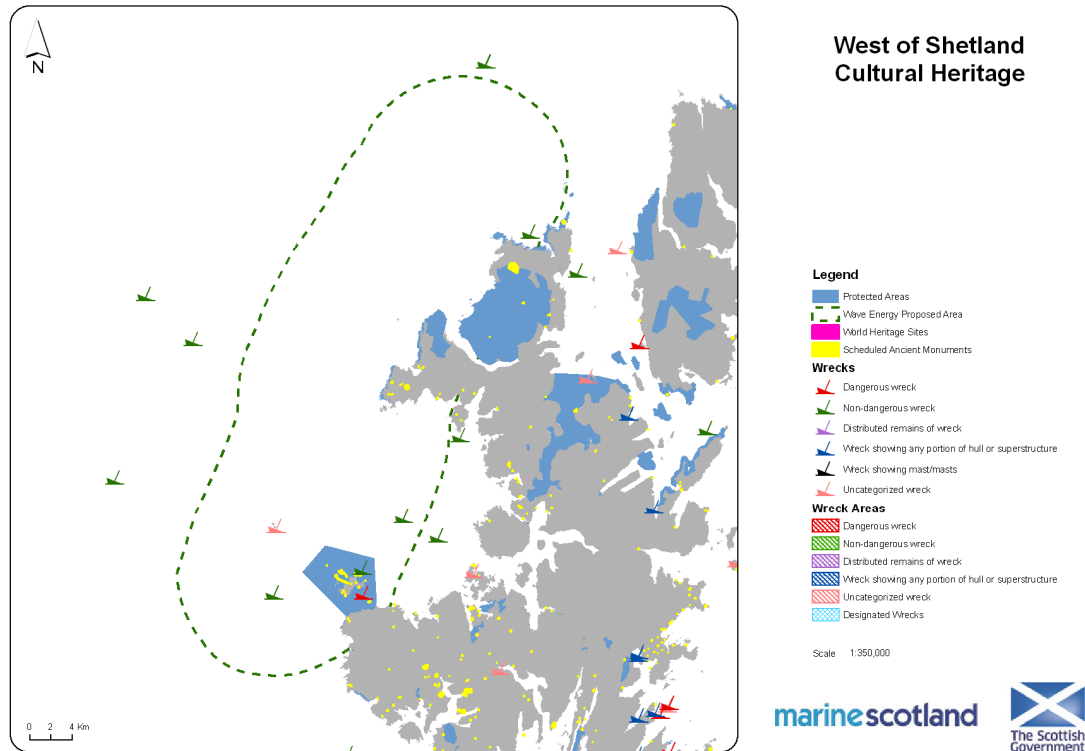 N
West of Shetland
Cultural Heritage
Legend
Protected Areas
Wave Energy Proposed Area
World Heritage Sites
Scheduled Ancient Monuments
Wrecks
Dangerous wreck
Non-dangerous wreck
Distributed remains of wreck
Wreck showing any portion of hull or superstructure
Wreck showing mast/masts
Uncategorized wreck
Wreck Areas
Dangerous wreck
Non-dangerous wreck
Distributed remains of wreck
Wreck showing any portion of hull or superstructure
Uncategorized wreck
Designated Wrecks
Scale 1:350,000
0 2 4 Km
marinescotland
The Scottish
Government